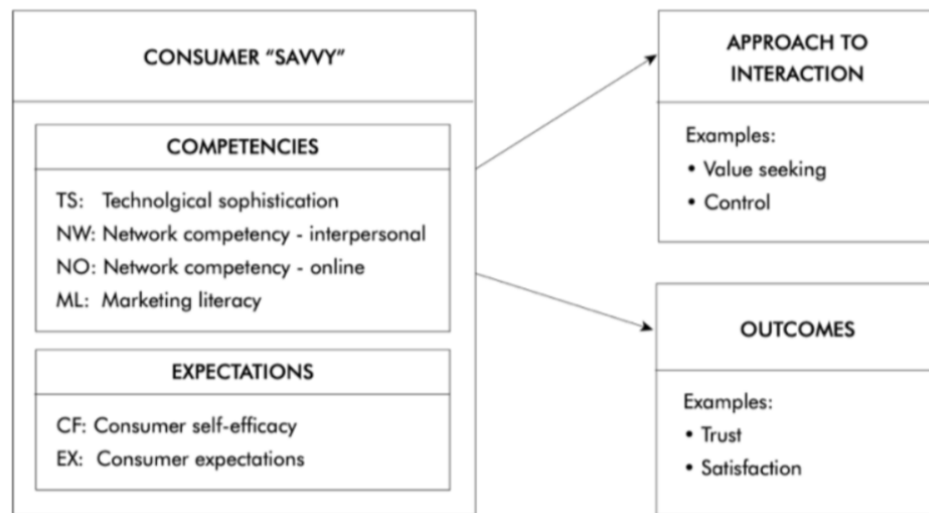 CONSUMER “SAVVY”
COMPETENCIES
TS: Technolgical sophistication
NW: Network competency - interpersonal
NO: Network competency - online
ML: Marketing literacy
EXPECTATIONS
CF: Consumer self-efficacy
EX: Consumer expectations
APPROACH TO
INTERACTION
Examples:
• Value seeking
• Control
OUTCOMES
Examples:
• Trust
• Satisfaction